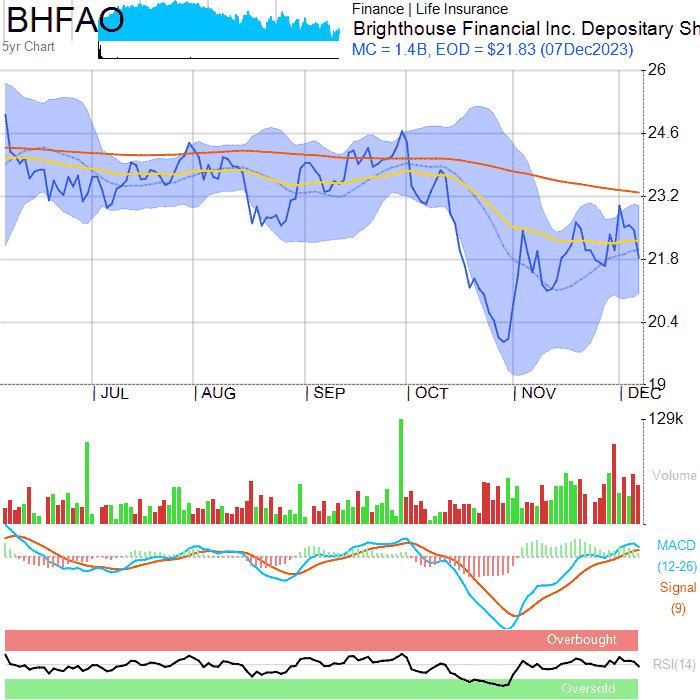 BHFAO
5yr Chart
Finance | Life Insurance
Brighthouse Financial Inc. Depositary Sh
MC = 1.4B, EOD = $21.83 (07Dec2023)
26
24.6
23.2
21.8
20.4
19
JUL AUG SEP OCT NOV DEC
129k
Volume
MACD
(12-26)
Signal
(9)
Overbought
RSI(14)
Oversold